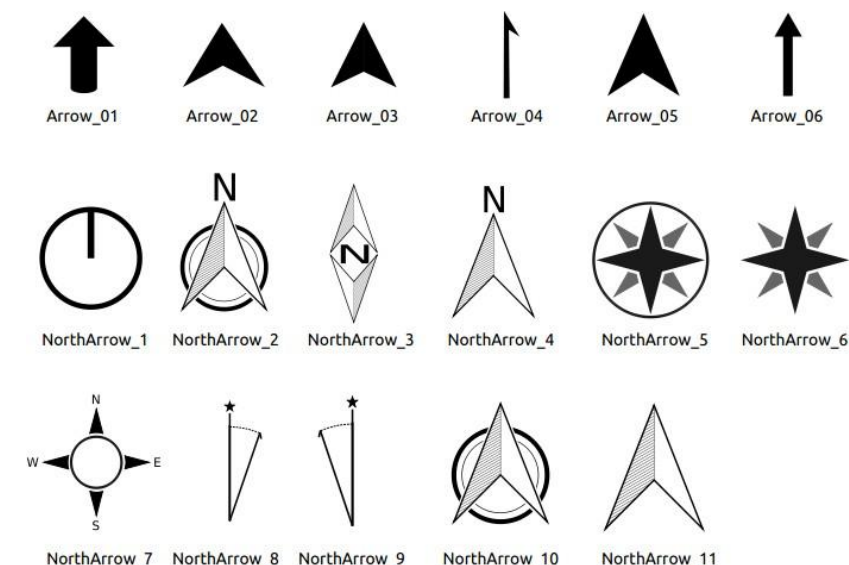 Arrow_01 Arrow_02 Arrow_03 Arrow_04 Arrow_05 Arrow_06
N N
N
NorthArrow_1 NorthArrow_2 NorthArrow_3 NorthArrow_4 NorthArrow_5 NorthArrow_6
N
W E
S
NorthArrow_7 NorthArrow_8 NorthArrow_9 NorthArrow_10 NorthArrow_11